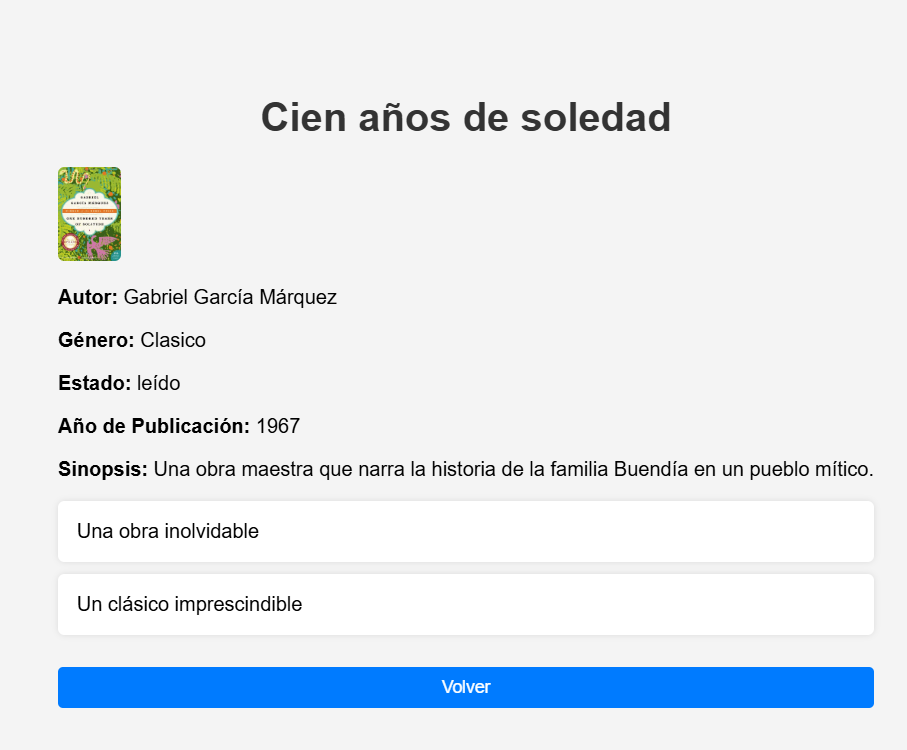 Cien años de soledad
GABRIEL
GARCÍA MÁRQUEZ
ONE HUNDRED YEARS
OF SOLITUDE
Autor: Gabriel García Márquez
Género: Clasico
Estado: leído
Año de Publicación: 1967
Sinopsis: Una obra maestra que narra la historia de la familia Buendía en un pueblo mítico.
Una obra inolvidable
Un clásico imprescindible
Volver